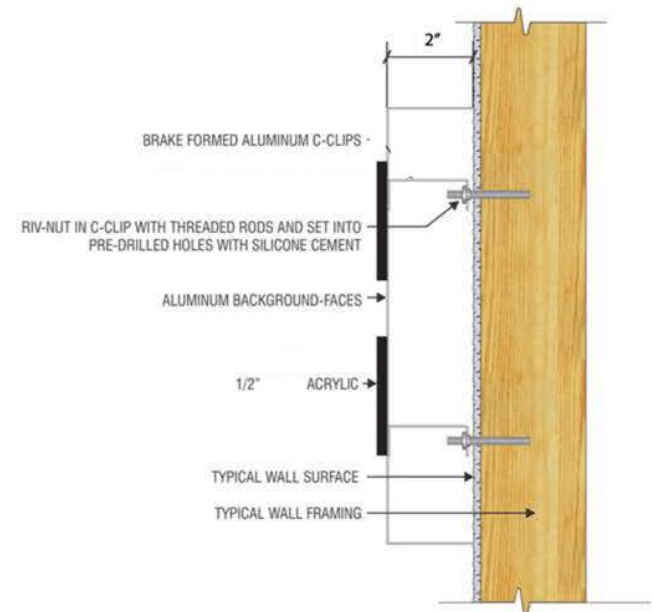 2"
BRAKE FORMED ALUMINUM C-CLIPS
RIV-NUT IN C-CLIP WITH THREADED RODS AND SET INTO
PRE-DRILLED HOLES WITH SILICONE CEMENT
ALUMINUM BACKGROUND-FACES
1/2" ACRYLIC
TYPICAL WALL SURFACE
TYPICAL WALL FRAMING